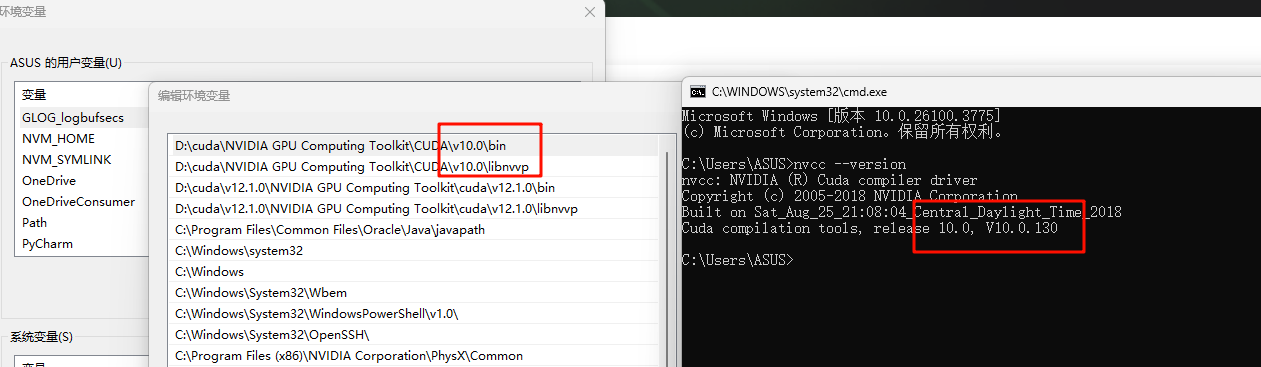 环境变量
ASUS 的用户变量(U)
变量
GLOG_logbufsecs
NVM_HOME
NVM_SYMLINK
OneDrive
OneDriveConsumer
Path
PyCharm
系统变量(S)
变量
编辑环境变量
D:\cuda\NVIDIA GPU Computing Toolkit\CUDA\v10.0\bin
D:\cuda\NVIDIA GPU Computing Toolkit\CUDA\v10.0\libnvvp
D:\cuda\v12.1.0\NVIDIA GPU Computing Toolkit\cuda\v12.1.0\bin
D:\cuda\v12.1.0\NVIDIA GPU Computing Toolkit\cuda\v12.1.0\libnvvp
C:\Program Files\Common Files\Oracle\Java\javapath
C:\Windows\system32
C:\Windows
C:\Windows\System32\Wbem
C:\Windows\System32\WindowsPowerShell\v1.0\
C:\Windows\System32\OpenSSH\
C:\Program Files (x86)\NVIDIA Corporation\PhysX\Common
C:\WINDOWS\system32\cmd.exe
Microsoft Windows [版本 10.0.26100.3775]
(c) Microsoft Corporation。保留所有权利。
C:\Users\ASUS>nvcc --version
nvcc: NVIDIA (R) Cuda compiler driver
Copyright (c) 2005-2018 NVIDIA Corporation
Built on Sat_Aug_25_21:08:04_Central_Daylight_Time_2018
Cuda compilation tools, release 10.0, V10.0.130
C:\Users\ASUS>